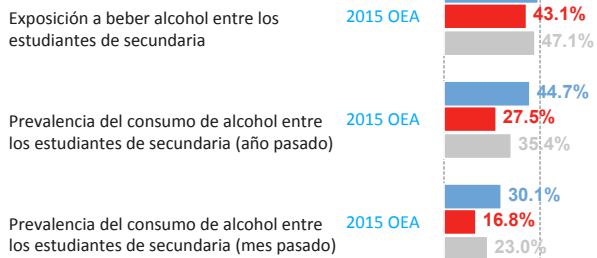 Exposición a beber alcohol entre los
estudiantes de secundaria
2015 OEA
43.1%
47.1%
Prevalencia del consumo de alcohol entre
los estudiantes de secundaria (año pasado)
2015 OEA
44.7%
27.5%
35.4%
Prevalencia del consumo de alcohol entre
los estudiantes de secundaria (mes pasado)
2015 OEA
30.1%
16.8%
23.0%